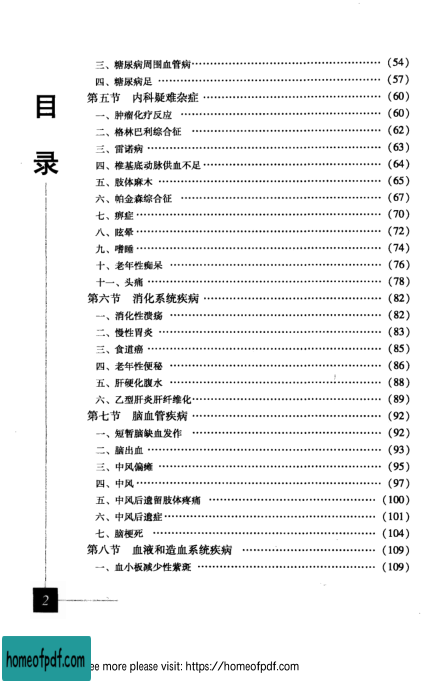 目录
三、糖尿病周围血管病……………………………………(54)
四、糖尿病足……………………………………(57)
第五节 内科疑难杂症……………………………………(60)
一、肿瘤化疗反应……………………………………(60)
二、格林巴利综合征……………………………………(62)
三、雷诺病……………………………………(63)
四、椎基底动脉供血不足……………………………………(64)
五、肢体麻木……………………………………(65)
六、帕金森综合征……………………………………(67)
七、痹症……………………………………(70)
八、眩晕……………………………………(72)
九、嗜睡……………………………………(74)
十、老年性痴呆……………………………………(76)
十一、头痛……………………………………(78)
第六节 消化系统疾病……………………………………(82)
一、消化性溃疡……………………………………(82)
二、慢性胃炎……………………………………(83)
三、食道癌……………………………………(85)
四、老年性便秘……………………………………(86)
五、肝硬化腹水……………………………………(88)
六、乙型肝炎肝纤维化……………………………………(89)
第七节 脑血管疾病……………………………………(92)
一、短暂脑缺血发作……………………………………(92)
二、脑出血……………………………………(93)
三、中风偏瘫……………………………………(95)
四、中风……………………………………(97)
五、中风后遗留肢体疼痛……………………………………(100)
六、中风后遗症……………………………………(101)
七、脑梗死……………………………………(104)
第八节 血液和造血系统疾病……………………………………(109)
一、血小板减少性紫斑……………………………………(109)
2
homeofpdf.com
ee more please visit: https://homeofpdf.com